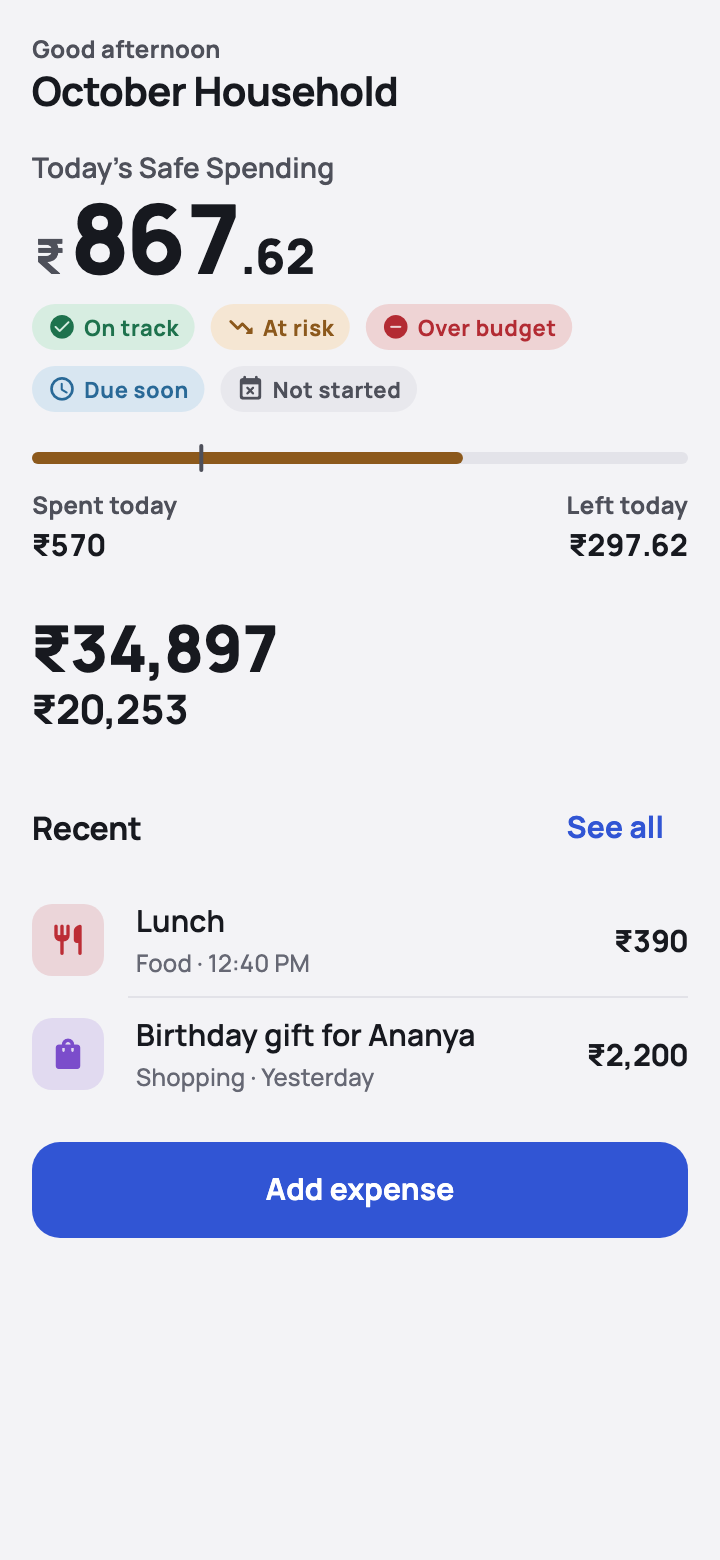 Good afternoon
October Household
Today's Safe Spending
₹867.62
On track
At risk
Over budget
Due soon
Not started
Spent today
Left today
₹570
₹297.62
₹34,897
₹20,253
Recent
See all
Lunch
₹390
Food · 12:40 PM
Birthday gift for Ananya
₹2,200
Shopping · Yesterday
Add expense